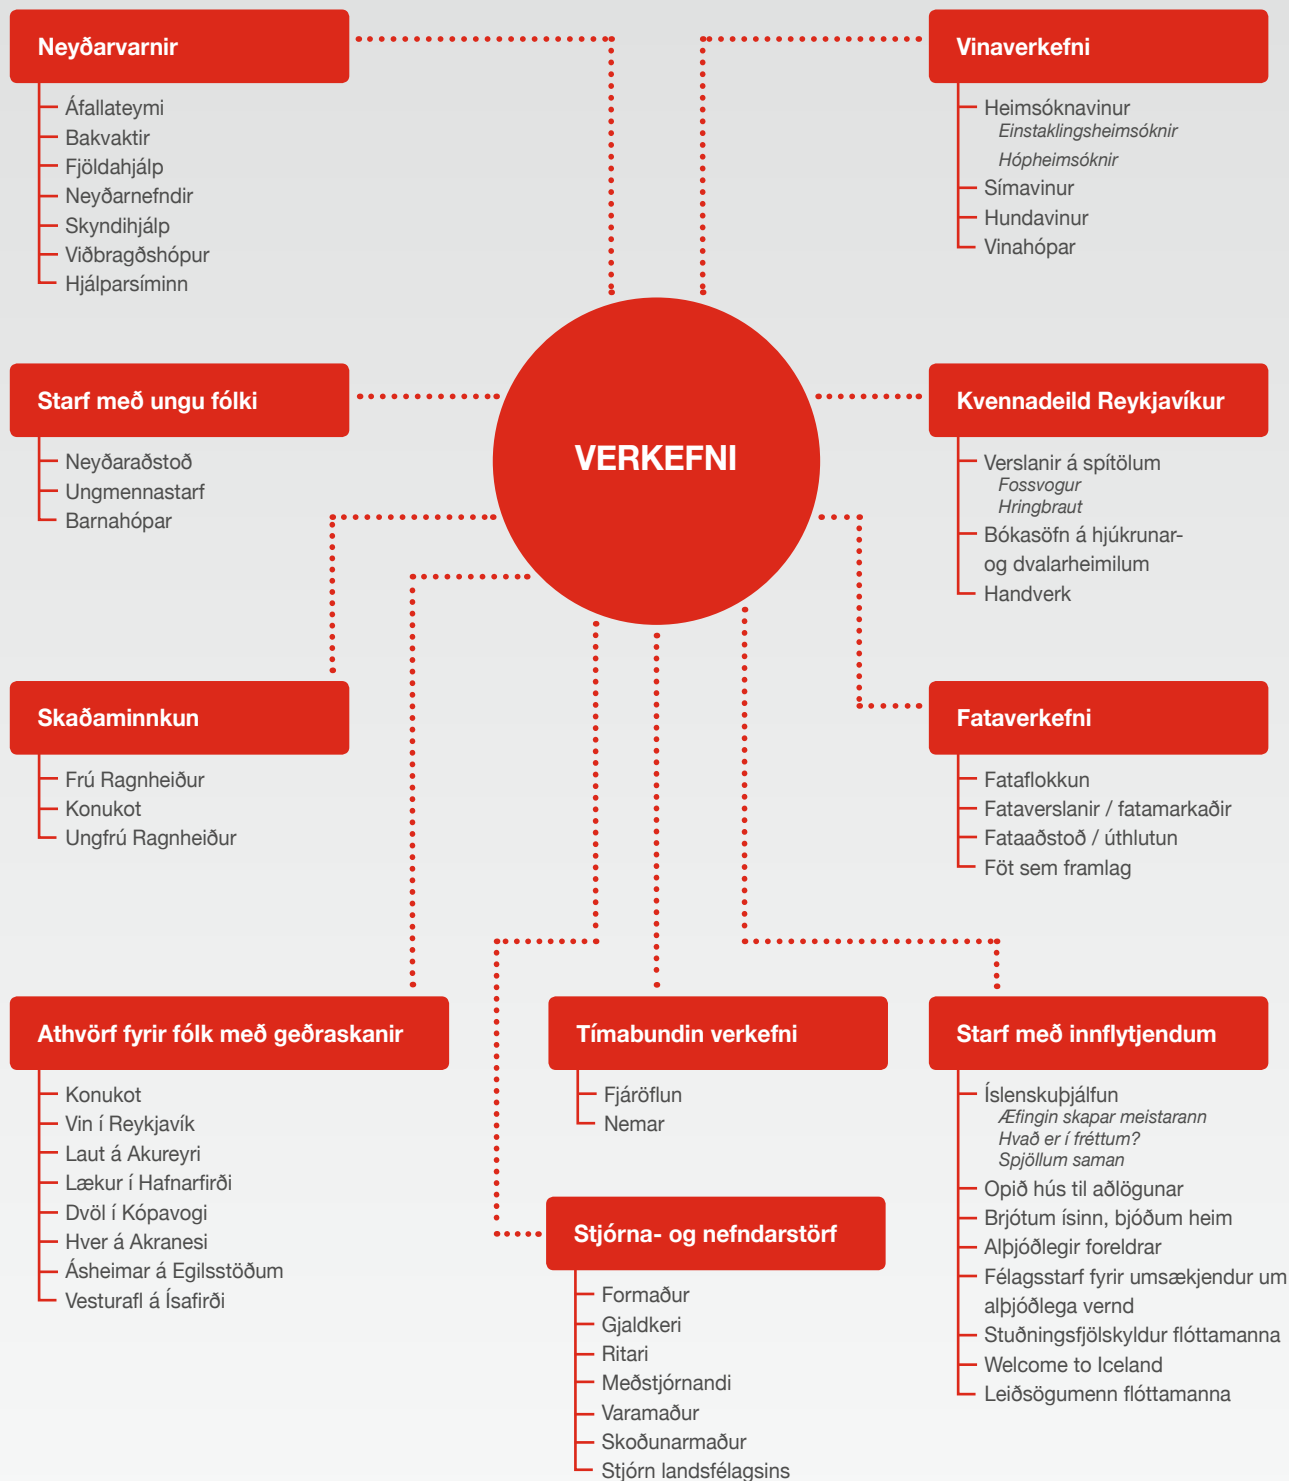 Neyðarvarnir
Áfallateymi
Bakvaktir
Fjöldahjálp
Neyðarnefndir
Skyndihjálp
Viðbragðshópur
Hjálparsíminn
Vinaverkefni
Heimsóknavinur
Einstaklingsheimsóknir
Hópheimsóknir
Símavinur
Hundavinur
Vinahópar
Starf með ungu fólki
Neyðaraðstoð
Ungmennastarf
Barnahópar
VERKEFNI
Kvennadeild Reykjavíkur
Verslanir á spítölum
Fossvogur
Hringbraut
Bókasöfn á hjúkrunar-
og dvalarheimilum
Handverk
Skaðaminnkun
Frú Ragnheiður
Konukot
Ungfrú Ragnheiður
Fataverkefni
Fataflokkun
Fataverslanir / fatamarkaðir
Fataaðstoð / úthlutun
Föt sem framlag
Athvörf fyrir fólk með geðraskanir
Konukot
Vin í Reykjavík
Laut á Akureyri
Lækur í Hafnarfirði
Dvöl í Kópavogi
Hver á Akranesi
Ásheimar á Egilsstöðum
Vesturafl á Ísafirði
Tímabundin verkefni
Fjáröflun
Nemar
Stjórna- og nefndarstörf
Formaður
Gjaldkeri
Ritari
Meðstjórnandi
Varamaður
Skoðunarmaður
Stjórn landsfélagsins
Starf með innflytjendum
Íslenskuþjálfun
Æfingin skapar meistarann
Hvað er í fréttum?
Spjöllum saman
Opið hús til aðlögunar
Brjótum ísinn, bjóðum heim
Alþjóðlegir foreldrar
Félagsstarf fyrir umsækjendur um
alþjóðlega vernd
Stuðningsfjölskyldur flóttamanna
Welcome to Iceland
Leiðsögumenn flóttamanna